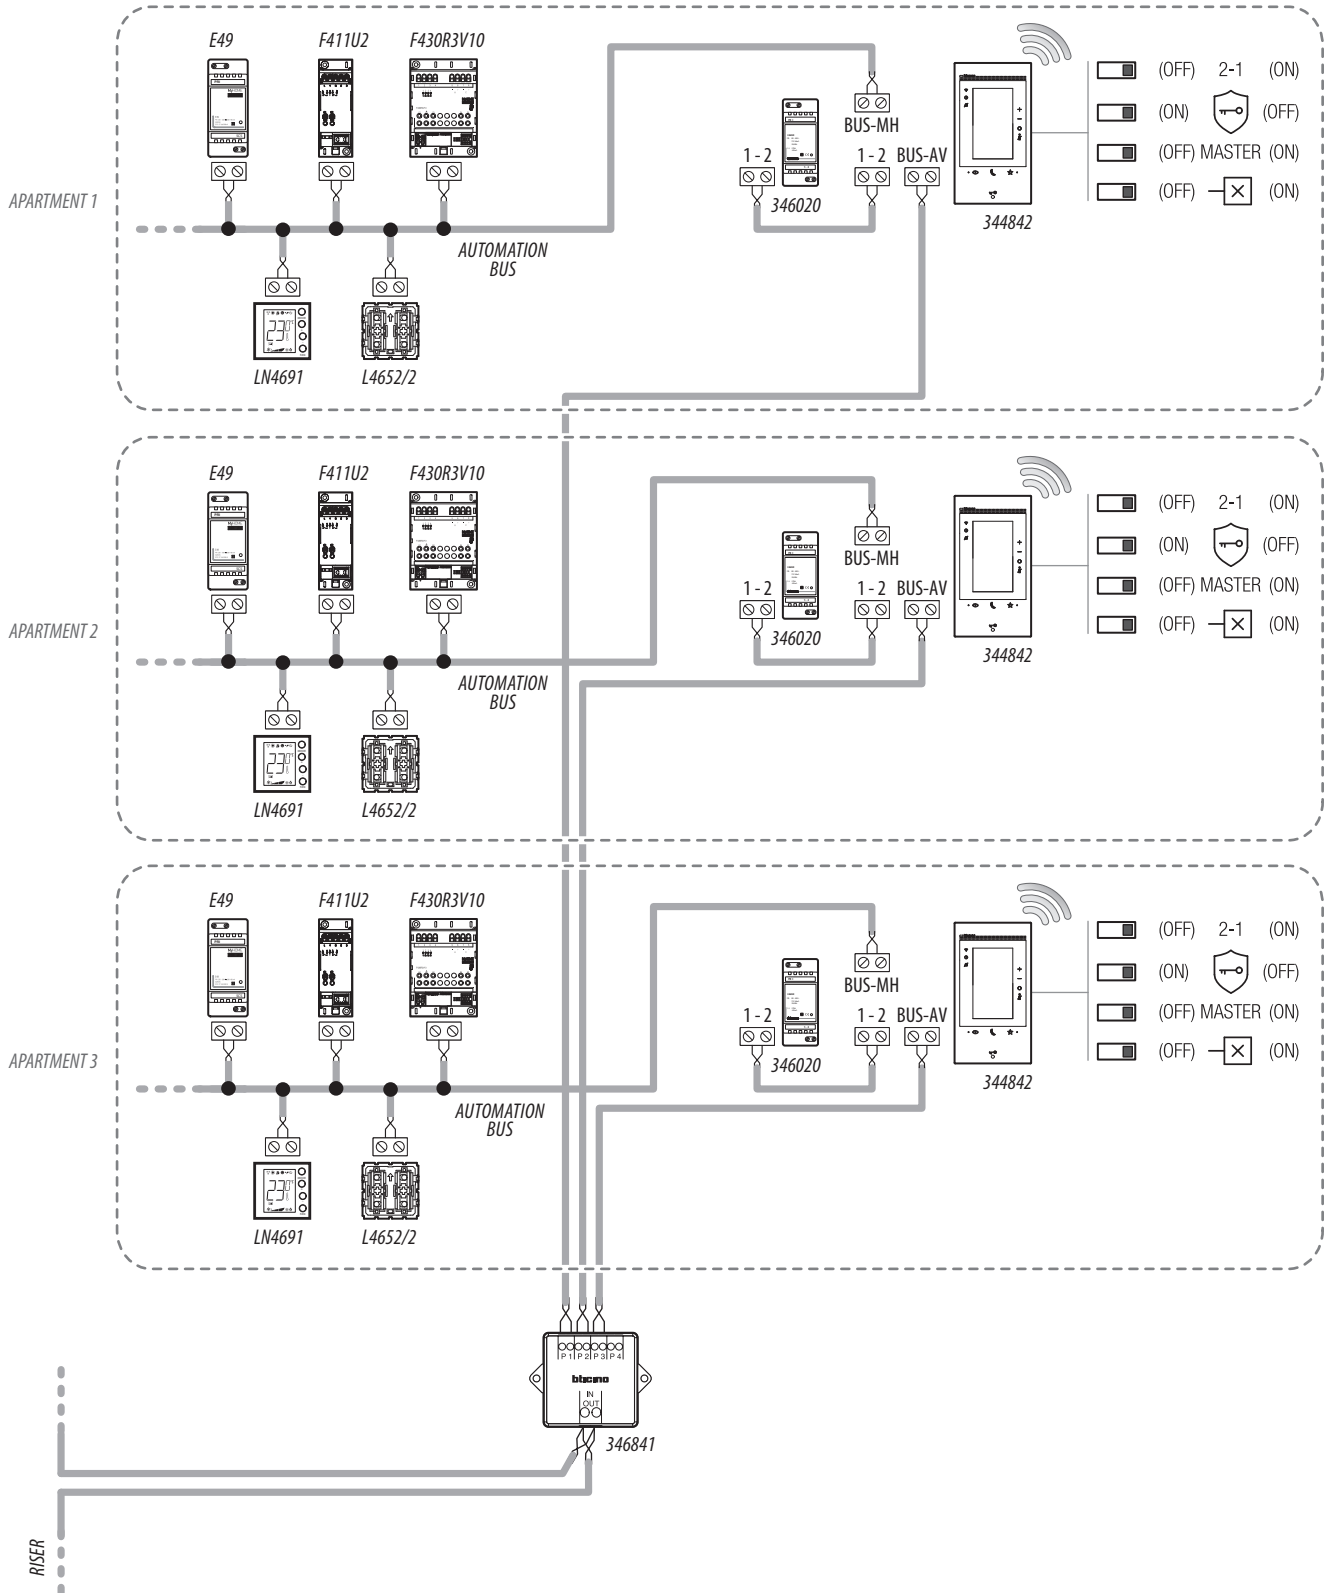 E49 F411U2 F430R3V10
(OFF) 2-1 (ON)
BUS-MH
(ON) (OFF)
1 - 2 1 - 2 BUS-AV
(OFF) MASTER (ON)
APARTMENT 1
346020
344842
(OFF) (ON)
AUTOMATION
BUS
LN4691 L4652/2
E49 F411U2 F430R3V10
(OFF) 2-1 (ON)
BUS-MH
(ON) (OFF)
1 - 2 1 - 2 BUS-AV
(OFF) MASTER (ON)
APARTMENT 2
346020
344842
(OFF) (ON)
AUTOMATION
BUS
LN4691 L4652/2
E49 F411U2 F430R3V10
(OFF) 2-1 (ON)
BUS-MH
(ON) (OFF)
1 - 2 1 - 2 BUS-AV
(OFF) MASTER (ON)
APARTMENT 3
346020
344842
(OFF) (ON)
AUTOMATION
BUS
LN4691 L4652/2
P1 P2 P3 P4
bticino
IN
OUT
346841
RISER